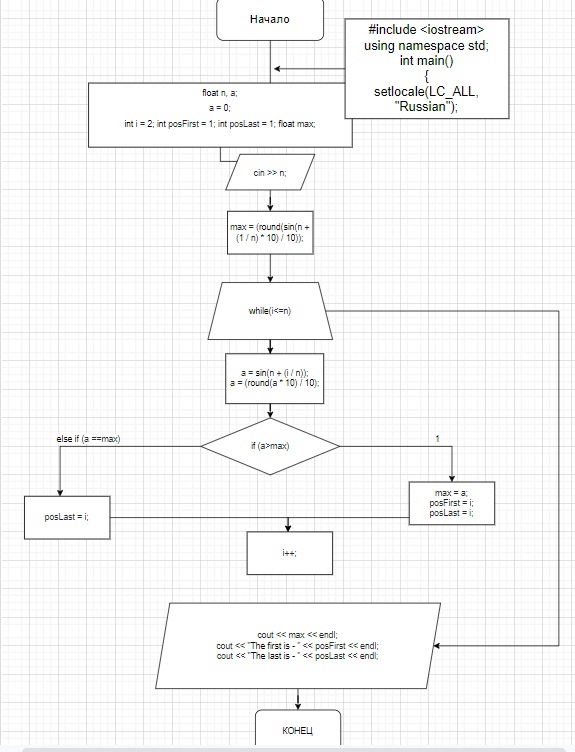 Начало
#include <iostream>
using namespace std;
int main()
{
setlocale(LC_ALL,
"Russian");
float n, a;
a = 0;
int i = 2; int posFirst = 1; int posLast = 1; float max;
cin >> n;
max = (round(sin(n +
(1 / n) * 10) / 10));
while(i<=n)
a = sin(n + (i / n));
a = (round(a * 10) / 10);
if (a>max)
else if (a ==max)
1
posLast = i;
max = a;
posFirst = i;
posLast = i;
i++;
cout << max << endl;
cout << "The first is - " << posFirst << endl;
cout << "The last is - " << posLast << endl;
КОНЕЦ